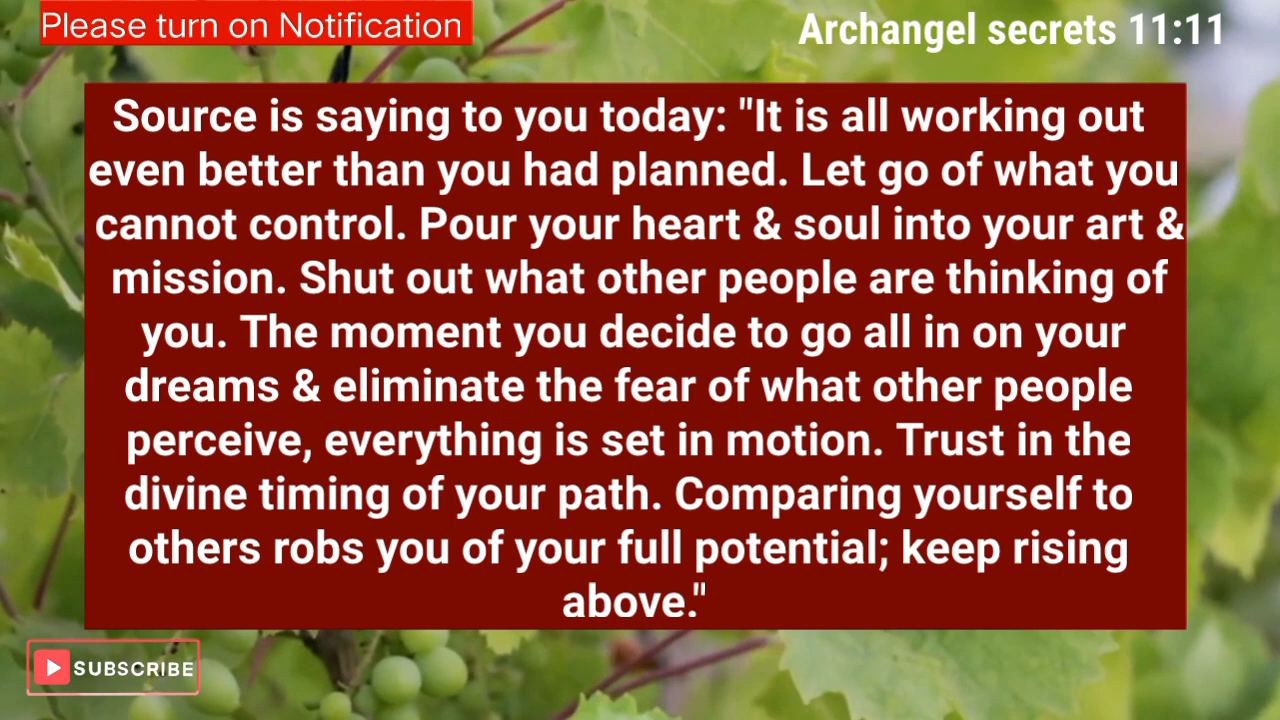 Please turn on Notification
Archangel secrets 11:11
Source is saying to you today: "It is all working out
even better than you had planned. Let go of what you
cannot control. Pour your heart & soul into your art &
mission. Shut out what other people are thinking of
you. The moment you decide to go all in on your
dreams & eliminate the fear of what other people
perceive, everything is set in motion. Trust in the
divine timing of your path. Comparing yourself to
others robs you of your full potential; keep rising
above."
SUBSCRIBE